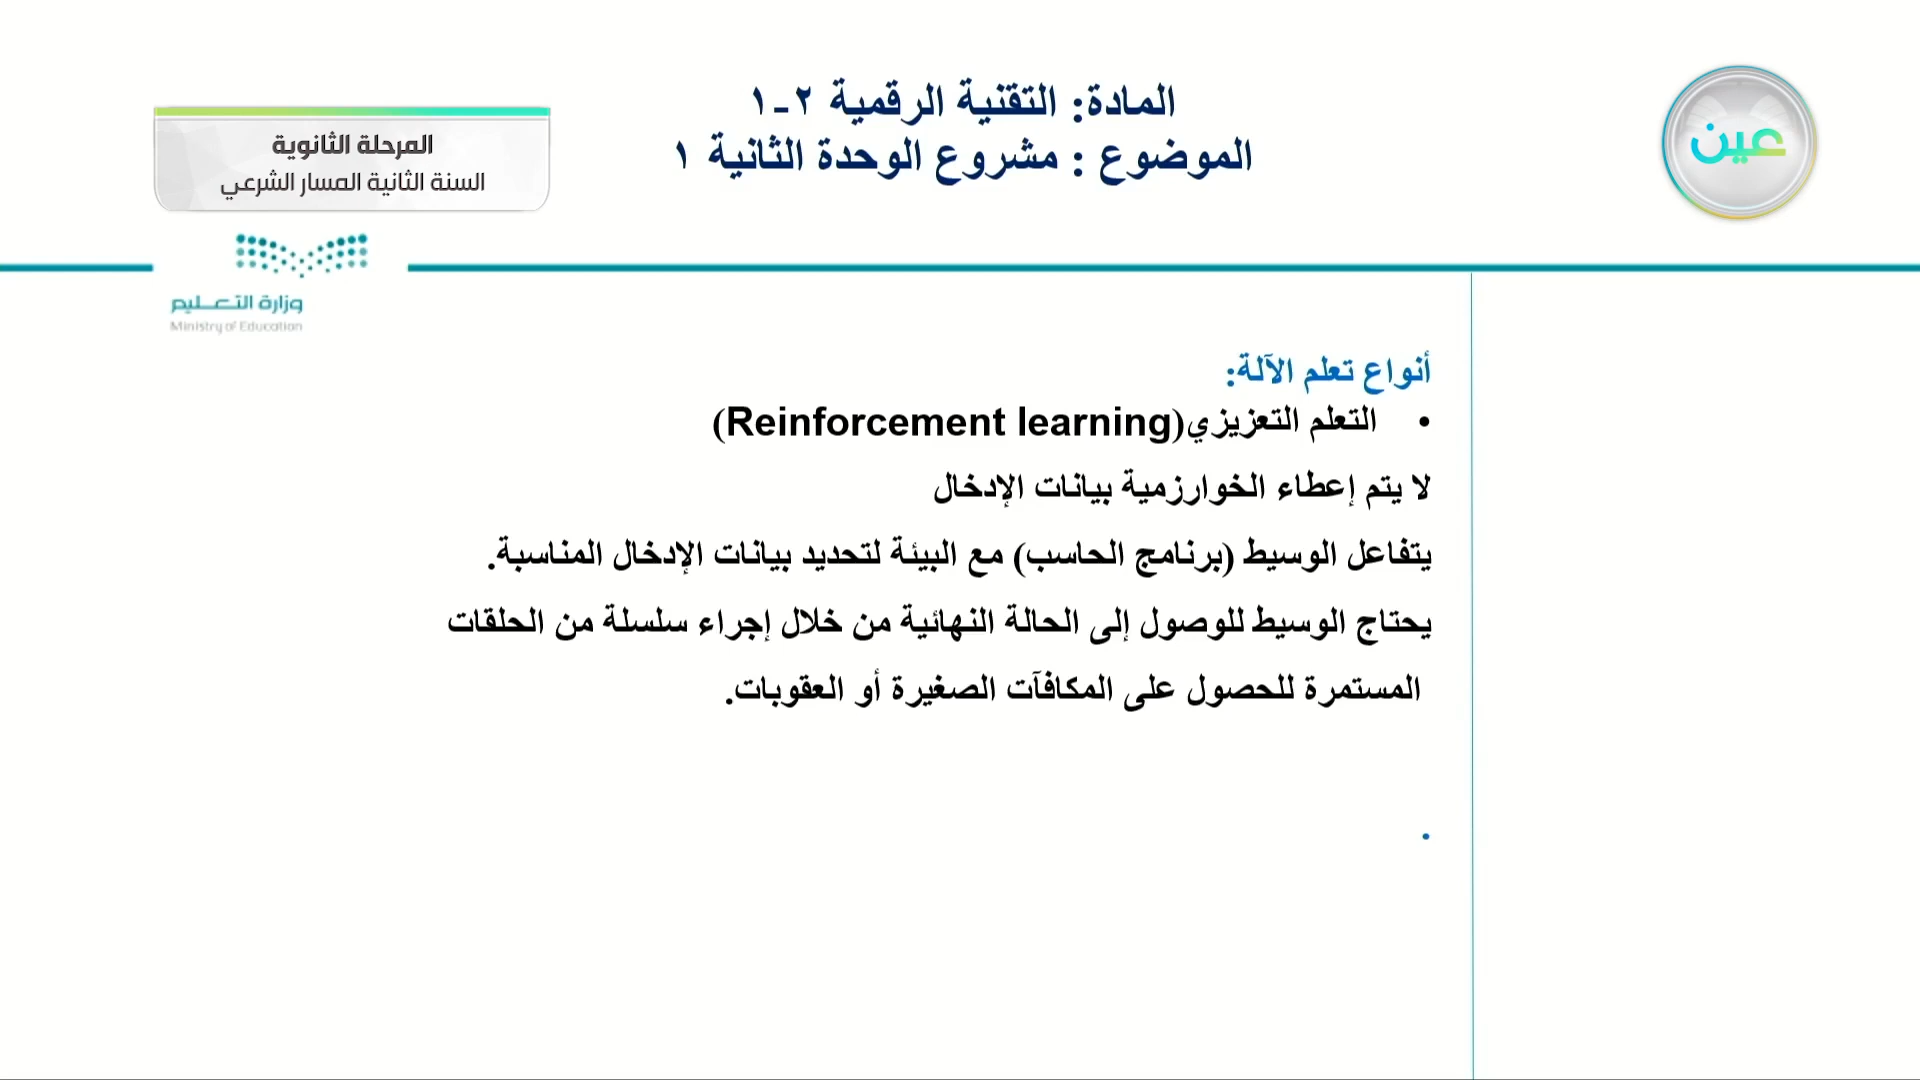 المادة: التقنية الرقمية ٢-١
الموضوع : مشروع الوحدة الثانية ١
عين
المرحلة الثانوية
السنة الثانية المسار الشرعي
وزارة التعليم
Ministry of Education
أنواع تعلم الآلة:
• التعلم التعزيزي(Reinforcement learning)
لا يتم إعطاء الخوارزمية بيانات الإدخال
يتفاعل الوسيط (برنامج الحاسب) مع البيئة لتحديد بيانات الإدخال المناسبة.
يحتاج الوسيط للوصول إلى الحالة النهائية من خلال إجراء سلسلة من الحلقات
المستمرة للحصول على المكافآت الصغيرة أو العقوبات.
.